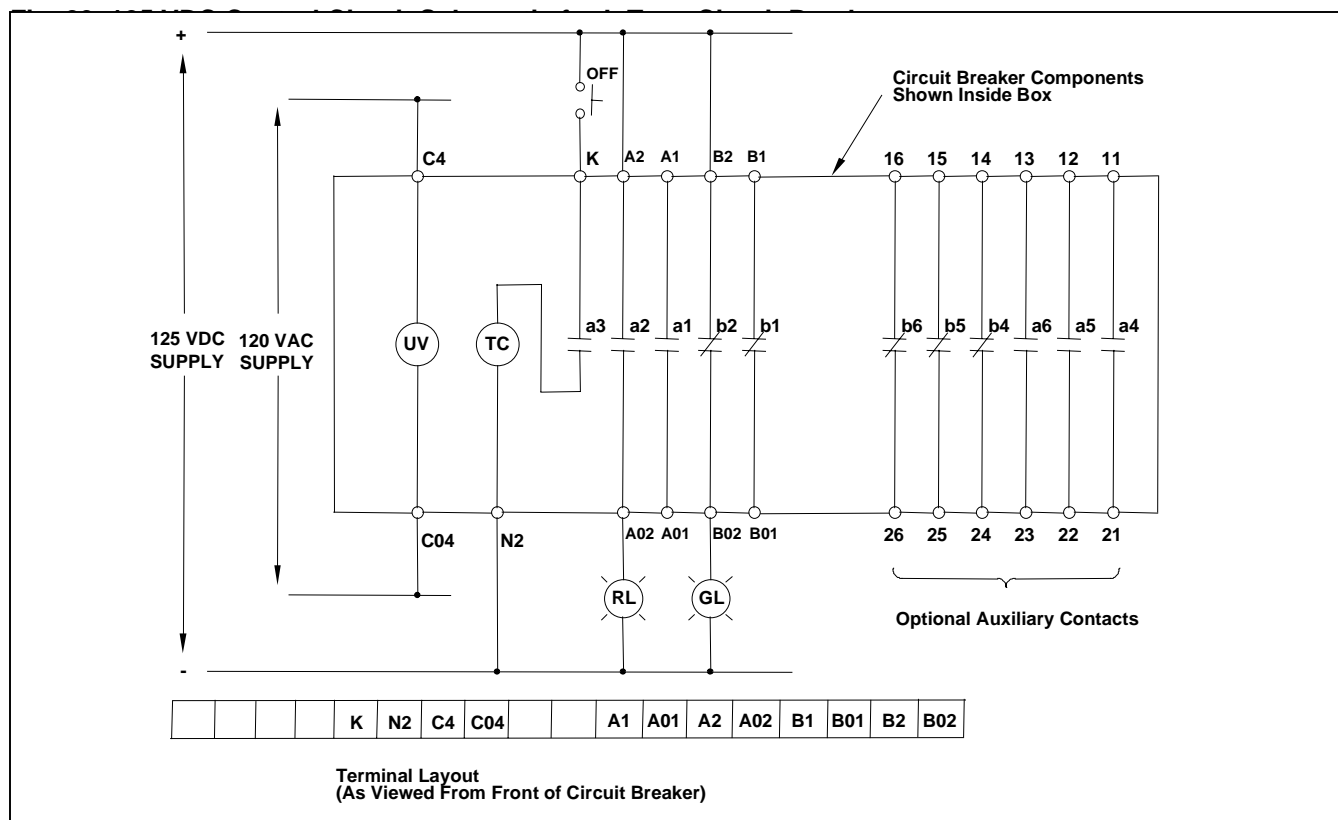 +
OFF
Circuit Breaker Components
Shown Inside Box
C4 K A2 A1 B2 B1 16 15 14 13 12 11
125 VDC
SUPPLY
120 VAC
SUPPLY
UV TC a3 a2 a1 b2 b1 b6 b5 b4 a6 a5 a4
C04 N2 A02 A01 B02 B01 26 25 24 23 22 21
RL GL
Optional Auxiliary Contacts
-
K N2 C4 C04 A1 A01 A2 A02 B1 B01 B2 B02
Terminal Layout
(As Viewed From Front of Circuit Breaker)